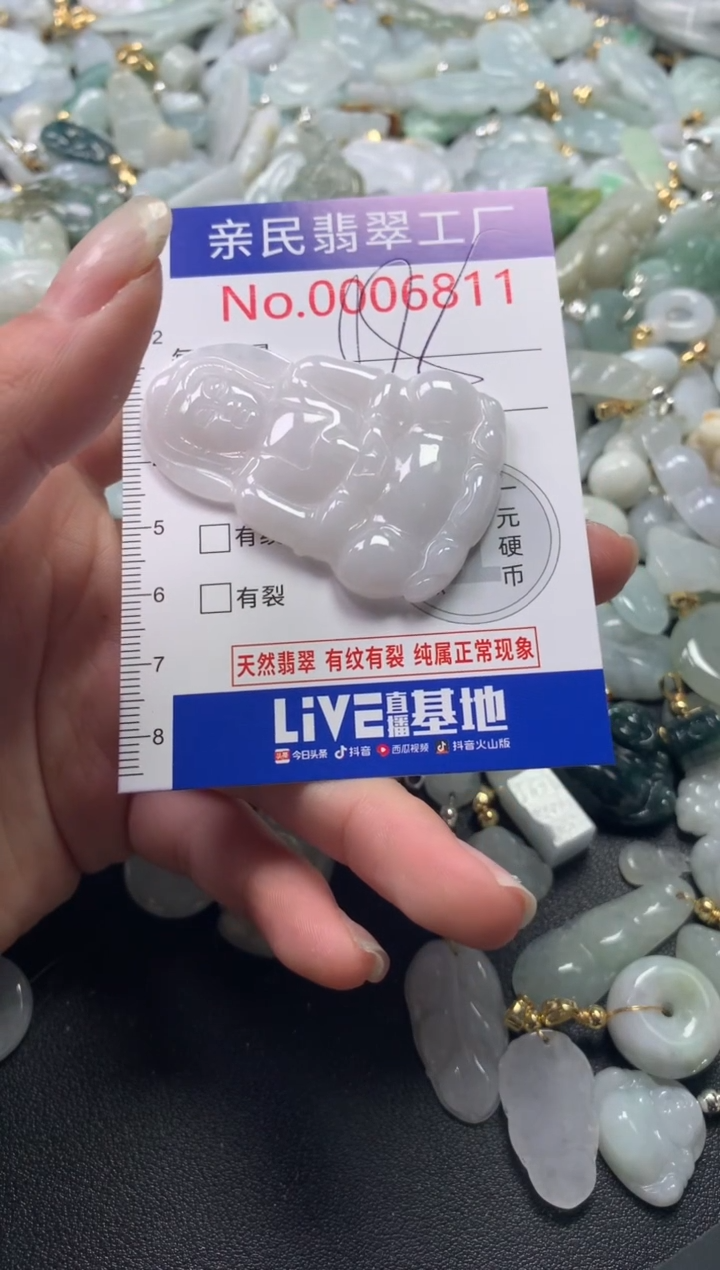 亲民翡翠工厂
No.0006811
2
5
有纹
6
有裂
一元硬币
7
天然翡翠 有纹有裂 纯属正常现象
8
LiVE直播基地
今日头条 抖音 西瓜视频 抖音火山版